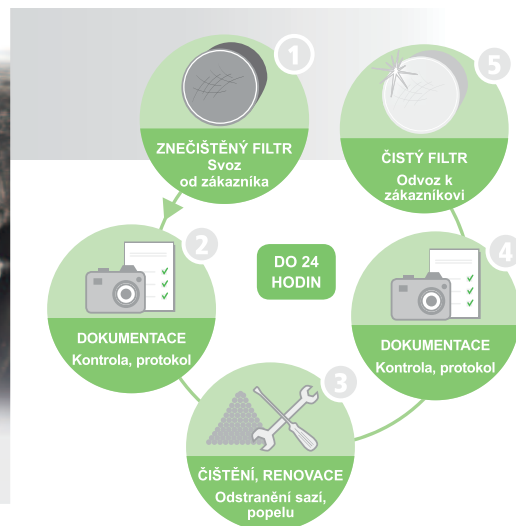 1
ZNEČIŠTĚNÝ FILTR
Svoz
od zákazníka
2
DOKUMENTACE
Kontrola, protokol
3
ČIŠTĚNÍ, RENOVACE
Odstranění sazí,
popelu
4
DOKUMENTACE
Kontrola, protokol
5
ČISTÝ FILTR
Odvoz k
zákazníkovi
DO 24
HODIN